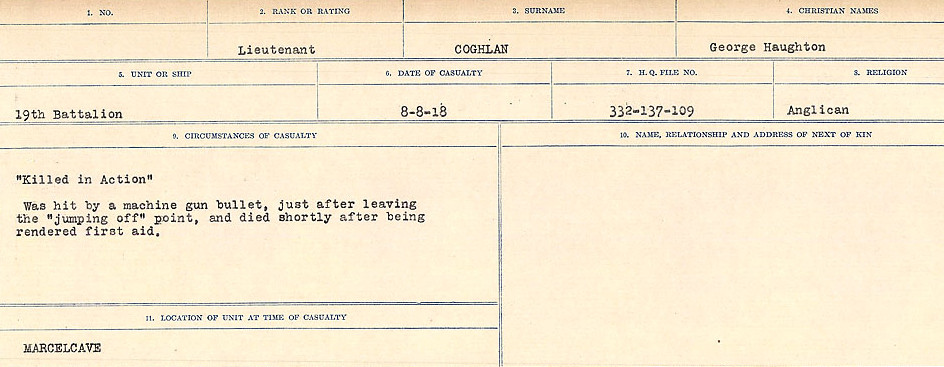 1. NO.
2. RANK OR RATING
3. SURNAME
4. CHRISTIAN NAMES
Lieutenant
COGHLAN
George Haughton
5. UNIT OR SHIP
6. DATE OF CASUALTY
7. H.Q. FILE NO.
8. RELIGION
19th Battalion
8-8-18
332-137-109
Anglican
9. CIRCUMSTANCES OF CASUALTY
"Killed in Action"
Was hit by a machine gun bullet, just after leaving
the "jumping off" point, and died shortly after being
rendered first aid.
10. NAME, RELATIONSHIP AND ADDRESS OF NEXT OF KIN
11. LOCATION OF UNIT AT TIME OF CASUALTY
MARCELCAVE